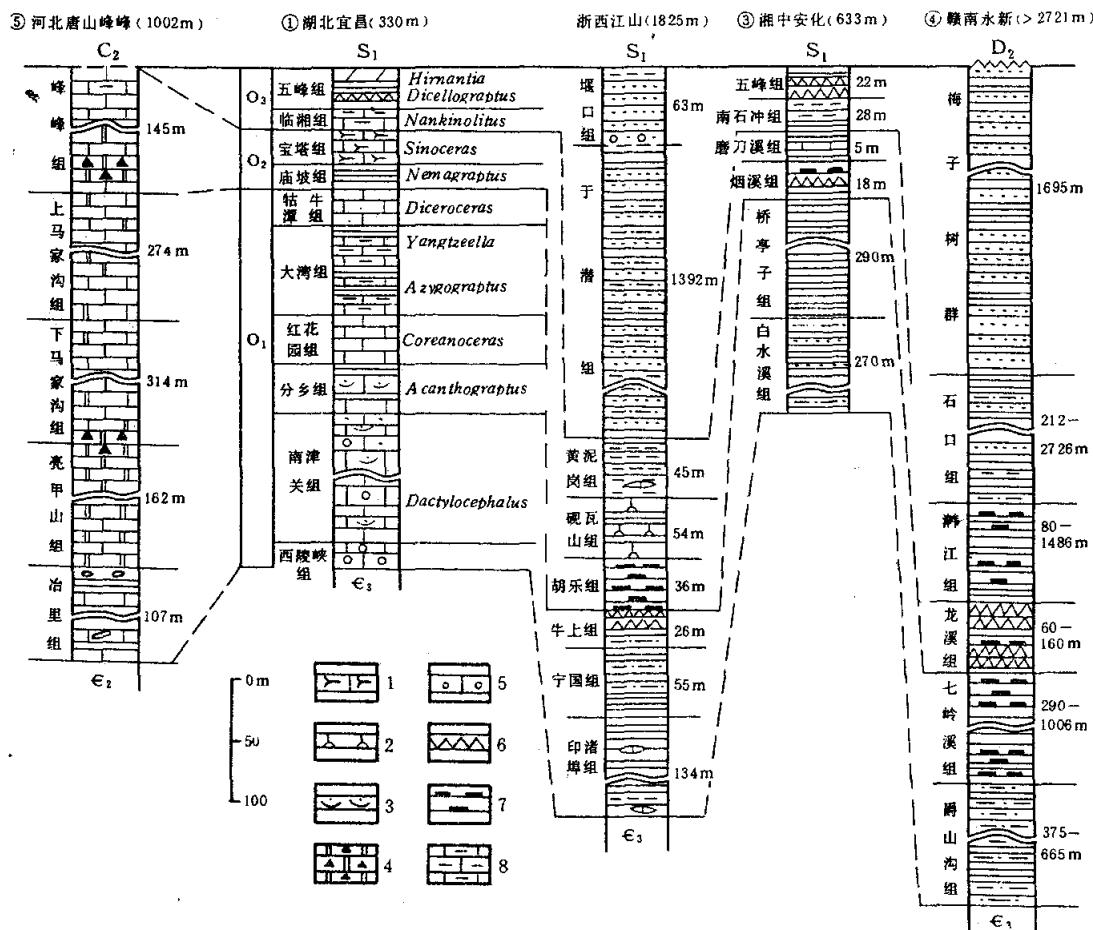 ⑤ 河北唐山峰峰(1002m)
C₂
峰峰组
145m
上马家沟组
274m
下马家沟组
314m
亮甲山组
162m
冶里组
107m
Є₂
① 湖北宜昌(330m)
S₁
O₃
O₂
O₁
五峰组
临湘组
宝塔组
庙坡组
牯牛潭组
大湾组
红花园组
分乡组
南津关组
西陵峡组
Hirnantia
Dicellograptus
Nankinolitus
Sinoceras
Nemagraptus
Diceroceras
Yangtzeella
Azygograptus
Coreanoceras
Acanthograptus
Dactylocephalus
Є₃
浙西江山(1825m)
S₁
堰口组
63m
于潜组
1392m
黄泥岗组
45m
砚瓦山组
54m
胡乐组
36m
牛上组
26m
宁国组
55m
印渚埠组
134m
Є₃
③ 湘中安化(633m)
S₁
五峰组
22m
南石冲组
28m
磨刀溪组
5m
烟溪组
18m
桥亭子组
290m
白水溪组
270m
④ 赣南永新(>2721m)
D₂
梅子树群
1695m
石口组
212—
2726m
江组
80—
1486m
龙溪组
60—
160m
七岭溪组
290—
1006m
爵山沟组
375—
665m
Є₃
0m
50
100
1
2
3
4
5
6
7
8